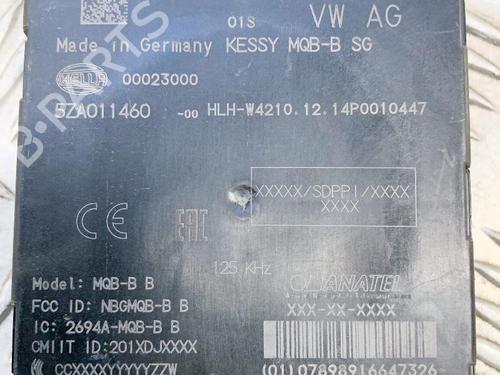 01S VW AG
Made in Germany KESSY MQB-B SG
HELLA 00023000
5ZA011460 -00 HLH-W4210.12.14P0010447
XXXXX/SDPPI/XXXX
XXXX
CE EAC
125 KHz ANATEL
Model: MQB-B B
FCC ID: NBGMQB-B B XXX-XX-XXXX
IC: 2694A-MQB-B B
CMIIT ID:201XDJXXXX
CCXXXXYYYYYZZW (01)07898916647326
B-PARTS